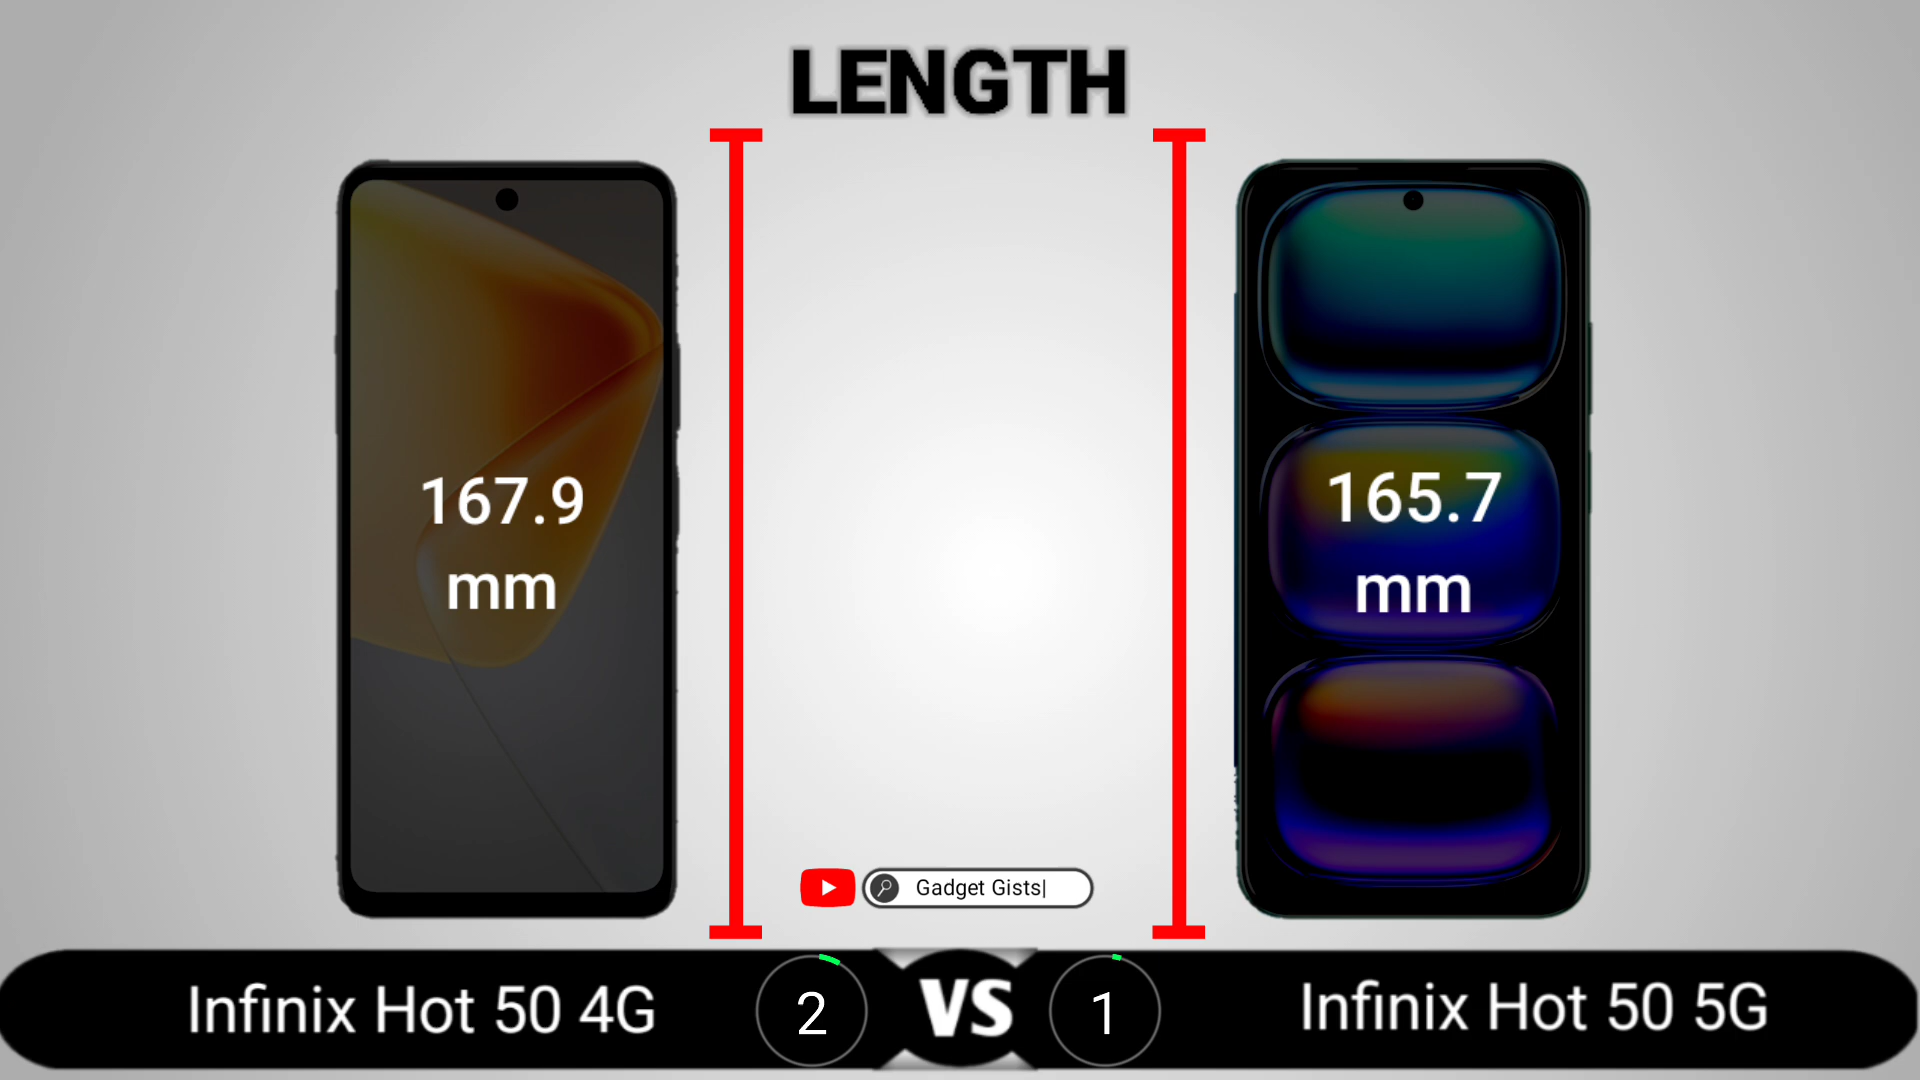 LENGTH
167.9
mm
165.7
mm
Gadget Gists|
Infinix Hot 50 4G
2
VS
1
Infinix Hot 50 5G